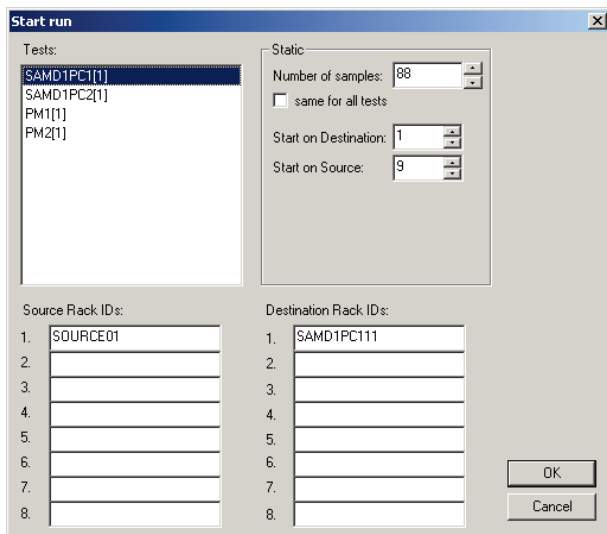 Start run
Tests:
SAMD1PC1[1]
SAMD1PC2[1]
PM1[1]
PM2[1]
Static
Number of samples: 88
same for all tests
Start on Destination: 1
Start on Source: 9
Source Rack IDs:
1. SOURCE01
2.
3.
4.
5.
6.
7.
8.
Destination Rack IDs:
1. SAMD1PC111
2.
3.
4.
5.
6.
7.
8.
OK
Cancel